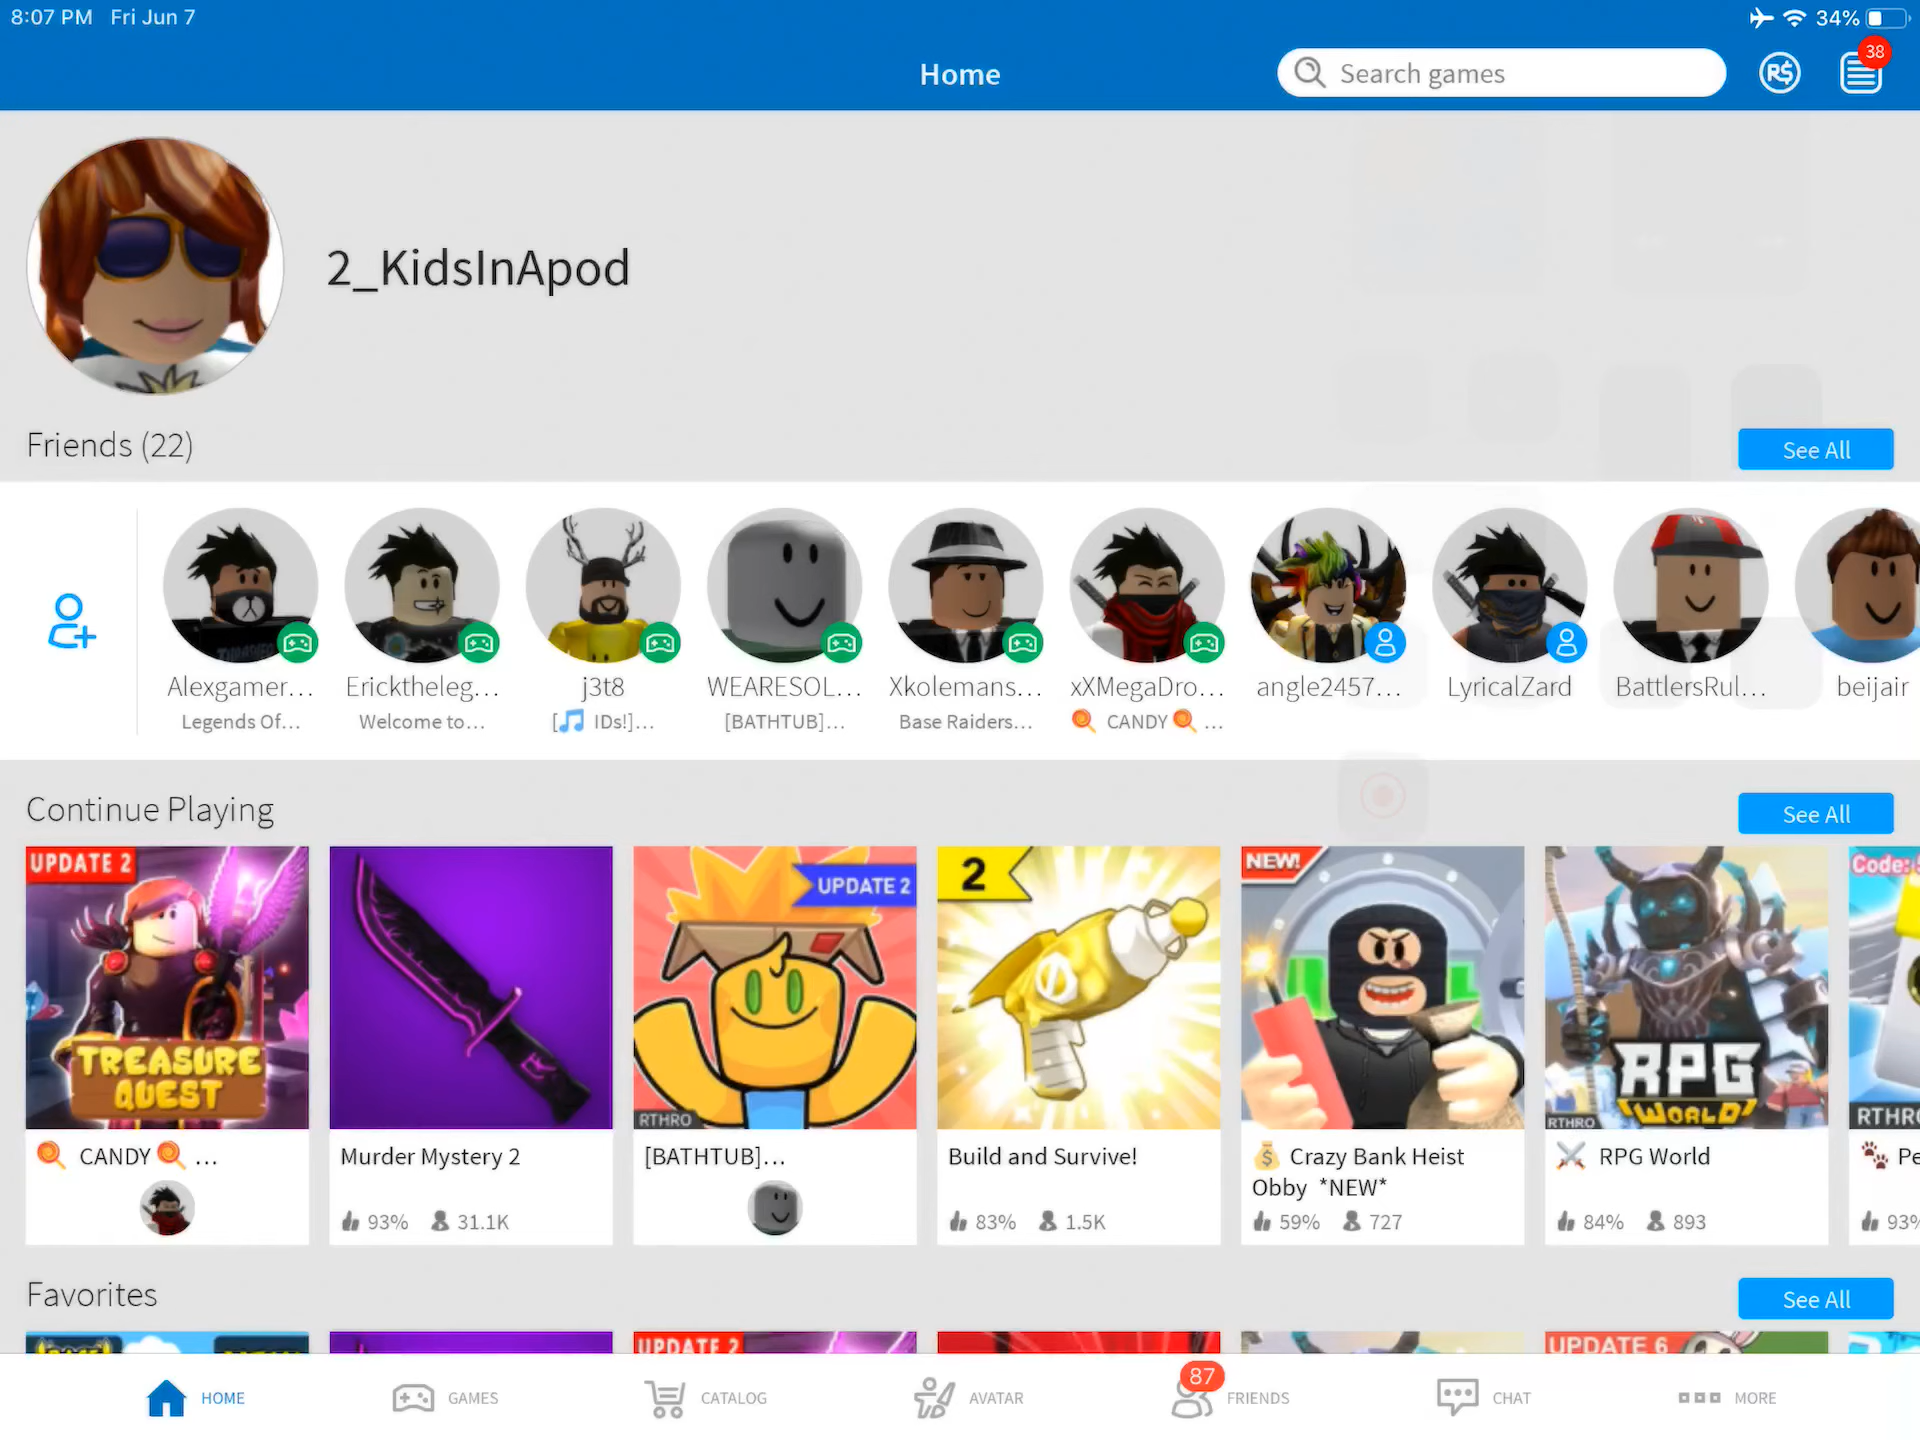 8:07 PM Fri Jun 7
34%
Home
Search games
R$
38
2_KidsInApod
Friends (22)
See All
Alexgamer...
Ericktheleg...
j3t8
WEARESOL...
Xkolemans...
xXMegaDro...
angle2457...
LyricalZard
BattlersRul...
beijair
Legends Of...
Welcome to...
[🎵 IDs!]...
[BATHTUB]...
Base Raiders...
🍭 CANDY 🍭 ...
Continue Playing
See All
UPDATE 2
TREASURE
QUEST
UPDATE 2
RTHRO
2
NEW!
RPG
WORLD
RTHRO
Code:
RTHRO
🍭 CANDY 🍭 ...
Murder Mystery 2
93% 31.1K
[BATHTUB]...
Build and Survive!
83% 1.5K
💰 Crazy Bank Heist
Obby *NEW*
59% 727
⚔️ RPG World
84% 893
🐾 Pe
93%
Favorites
See All
UPDATE 2
UPDATE 6
HOME
GAMES
CATALOG
AVATAR
87
FRIENDS
CHAT
MORE